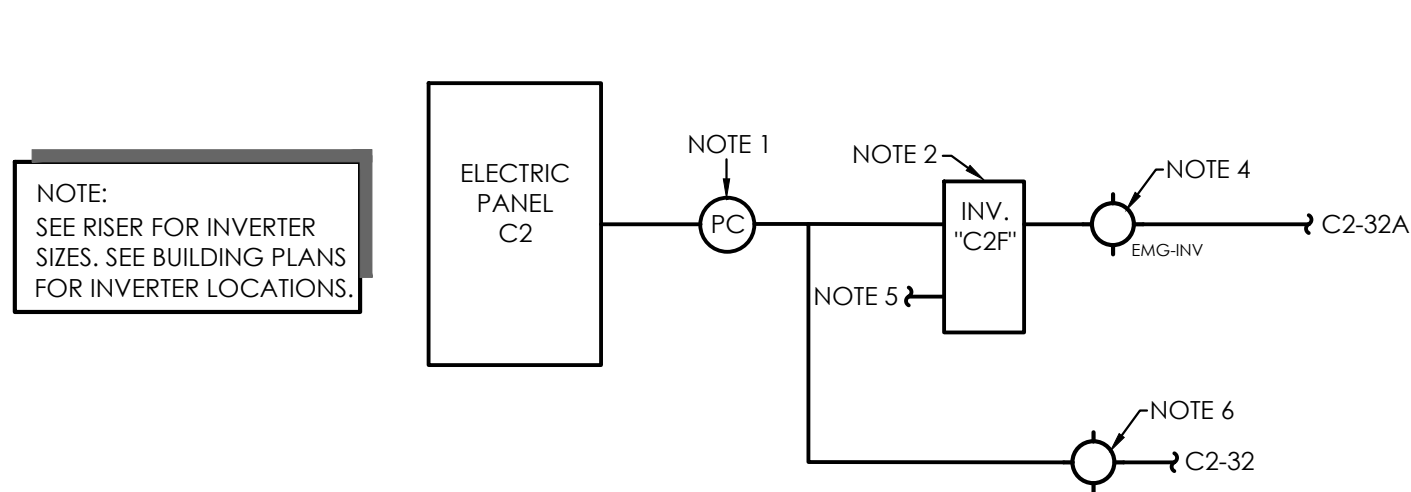 NOTE:
SEE RISER FOR INVERTER
SIZES. SEE BUILDING PLANS
FOR INVERTER LOCATIONS.
ELECTRIC
PANEL
C2
NOTE 1
PC
NOTE 2
INV.
"C2F"
NOTE 4
EMG-INV
C2-32A
NOTE 5
NOTE 6
C2-32